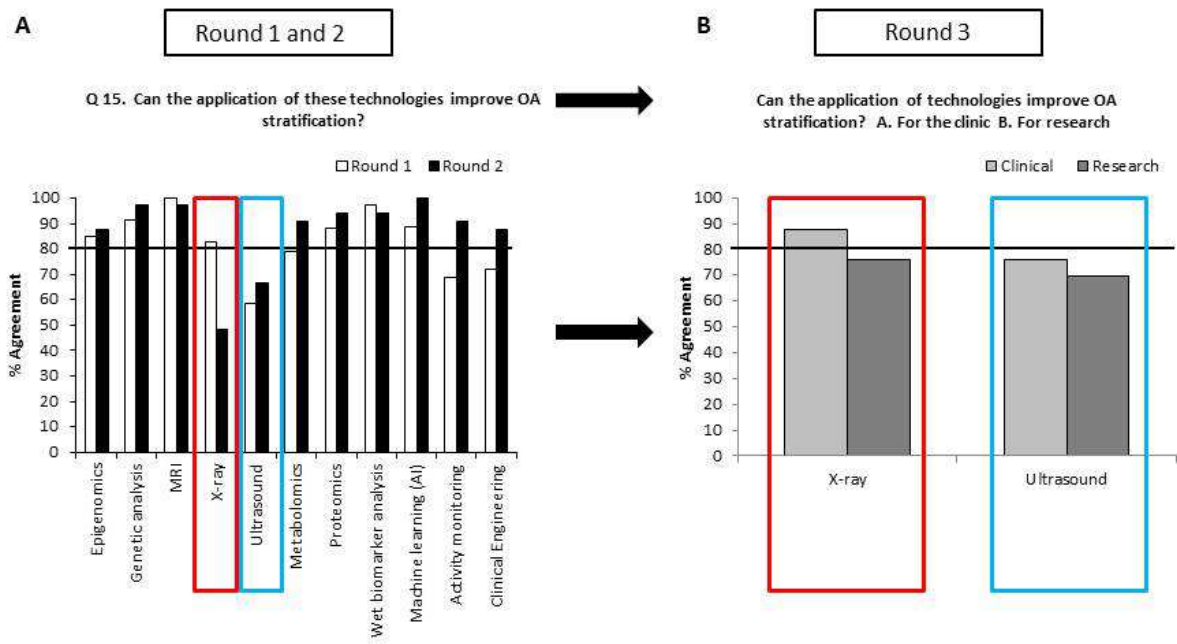 A
Round 1 and 2
Q 15. Can the application of these technologies improve OA
stratification?
Round 1
Round 2
% Agreement
100
90
80
70
60
50
40
30
20
10
0
Epigenomics
Genetic analysis
MRI
X-ray
Ultrasound
Metabolomics
Proteomics
Wet biomarker analysis
Machine learning (AI)
Activity monitoring
Clinical Engineering
B
Round 3
Can the application of technologies improve OA
stratification? A. For the clinic B. For research
Clinical
Research
% Agreement
100
90
80
70
60
50
40
30
20
10
0
X-ray
Ultrasound